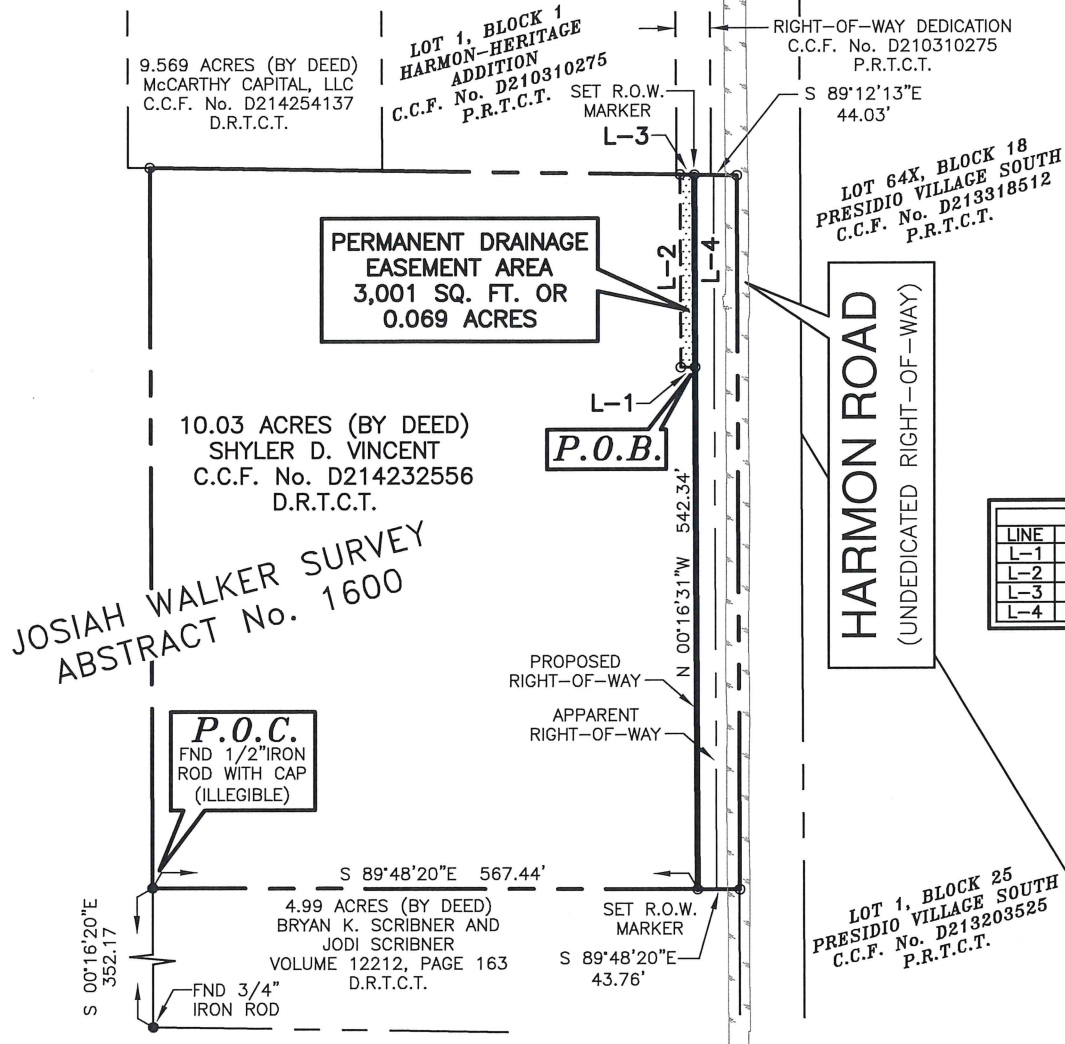 9.569 ACRES (BY DEED)
McCARTHY CAPITAL, LLC
C.C.F. No. D214254137
D.R.T.C.T.
LOT 1, BLOCK 1
HARMON-HERITAGE
ADDITION
C.C.F. No. D210310275
P.R.T.C.T.
RIGHT-OF-WAY DEDICATION
C.C.F. No. D210310275
P.R.T.C.T.
SET R.O.W.
MARKER
S 89°12'13"E
44.03'
L-3
LOT 64X, BLOCK 18
PRESIDIO VILLAGE SOUTH
C.C.F. No. D213318512
P.R.T.C.T.
PERMANENT DRAINAGE
EASEMENT AREA
3,001 SQ. FT. OR
0.069 ACRES
L-2
L-4
L-1
P.O.B.
HARMON ROAD
(UNDEDICATED RIGHT-OF-WAY)
10.03 ACRES (BY DEED)
SHYLER D. VINCENT
C.C.F. No. D214232556
D.R.T.C.T.
N 00°16'31"W 542.34'
LINE
L-1
L-2
L-3
L-4
JOSIAH WALKER SURVEY
ABSTRACT No. 1600
PROPOSED
RIGHT-OF-WAY
APPARENT
RIGHT-OF-WAY
P.O.C.
FND 1/2"IRON
ROD WITH CAP
(ILLEGIBLE)
S 89°48'20"E 567.44'
4.99 ACRES (BY DEED)
BRYAN K. SCRIBNER AND
JODI SCRIBNER
VOLUME 12212, PAGE 163
D.R.T.C.T.
SET R.O.W.
MARKER
S 89°48'20"E
43.76'
LOT 1, BLOCK 25
PRESIDIO VILLAGE SOUTH
C.C.F. No. D213203525
P.R.T.C.T.
S 00°16'20"E
352.17
FND 3/4"
IRON ROD